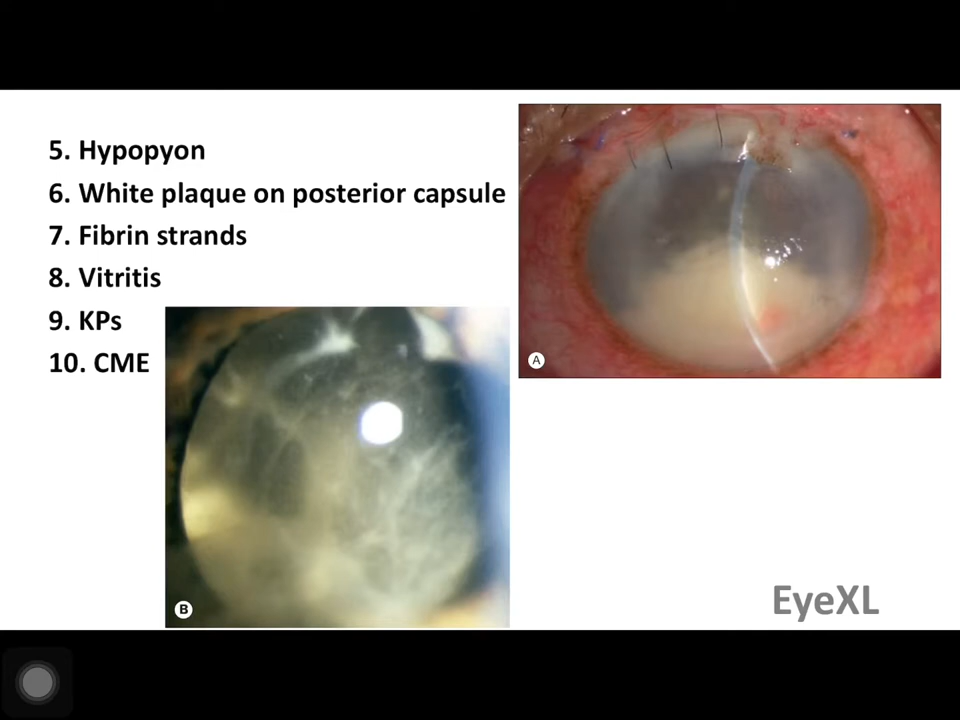 5. Hypopyon
6. White plaque on posterior capsule
7. Fibrin strands
8. Vitritis
9. KPs
10. CME
A
B
EyeXL